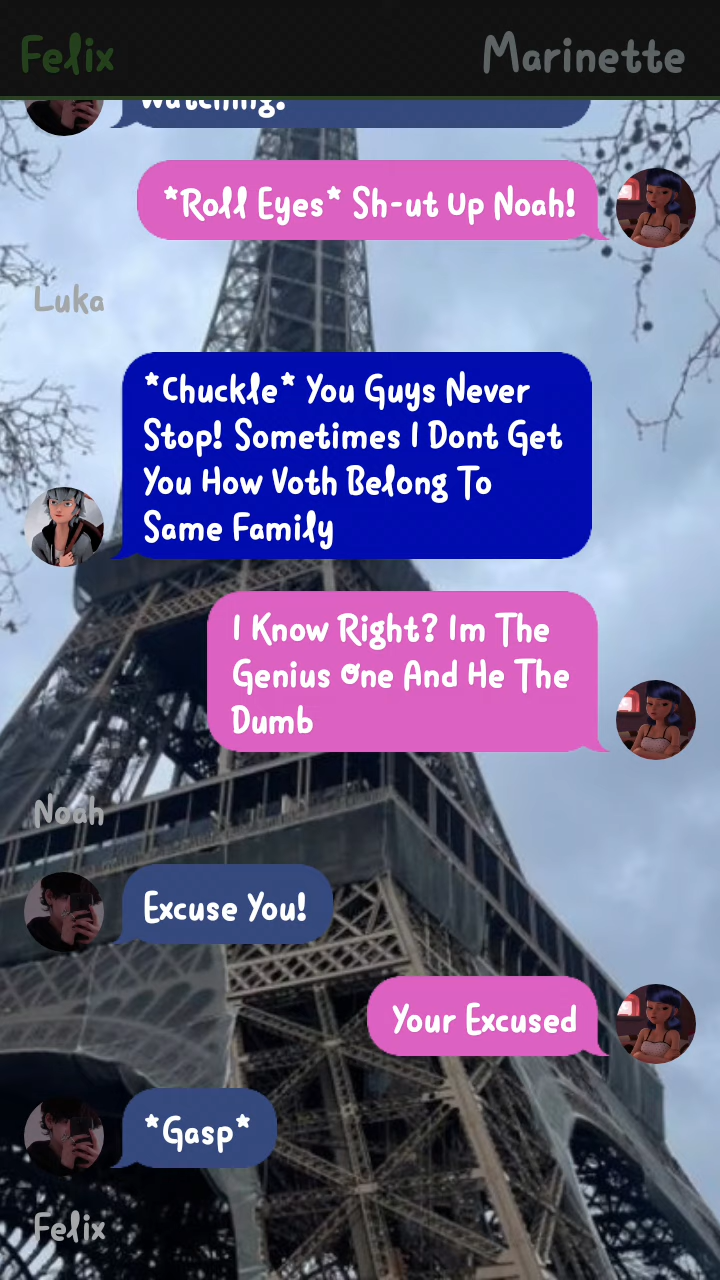 Felix
Marinette
watching!
*Roll Eyes* Sh-ut Up Noah!
Luka
*Chuckle* You Guys Never
Stop! Sometimes I Dont Get
You How Voth Belong To
Same Family
I Know Right? Im The
Genius One And He The
Dumb
Noah
Excuse You!
Your Excused
*Gasp*
Felix